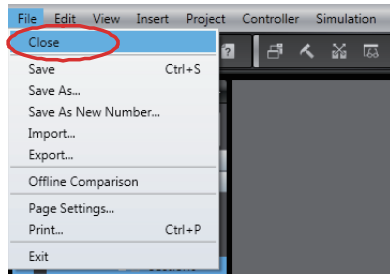 File Edit View Insert Project Controller Simulation
Close
Save Ctrl+S
Save As...
Save As New Number...
Import...
Export...
Offline Comparison
Page Settings...
Print... Ctrl+P
Exit